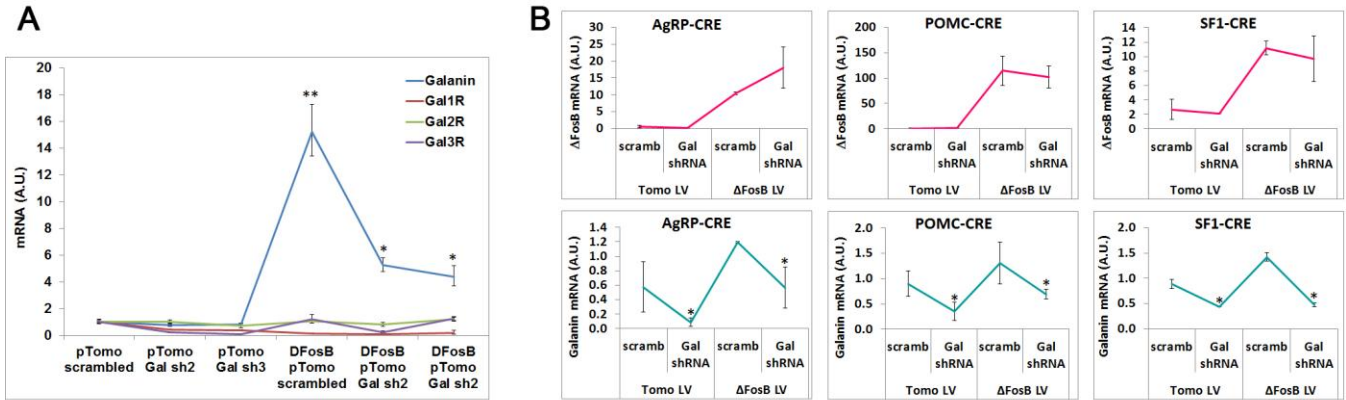 A
mRNA (A.U.)
20
18
16
14
12
10
8
6
4
2
0
Galanin
Gal1R
Gal2R
Gal3R
**
*
*
pTomo scrambled
pTomo Gal sh2
pTomo Gal sh3
DFosB pTomo scrambled
DFosB pTomo Gal sh2
DFosB pTomo Gal sh2
B
AgRP-CRE
ΔFosB mRNA (A.U.)
30
25
20
15
10
5
0
scramb
Gal shRNA
scramb
Gal shRNA
Tomo LV
ΔFosB LV
POMC-CRE
ΔFosB mRNA (A.U.)
200
150
100
50
0
scramb
Gal shRNA
scramb
Gal shRNA
Tomo LV
ΔFosB LV
SF1-CRE
ΔFosB mRNA (A.U.)
14
12
10
8
6
4
2
0
scramb
Gal shRNA
scramb
Gal shRNA
Tomo LV
ΔFosB LV
AgRP-CRE
Galanin mRNA (A.U.)
1.4
1.2
1.0
0.8
0.6
0.4
0.2
0.0
*
*
scramb
Gal shRNA
scramb
Gal shRNA
Tomo LV
ΔFosB LV
POMC-CRE
Galanin mRNA (A.U.)
2.0
1.5
1.0
0.5
0.0
*
*
scramb
Gal shRNA
scramb
Gal shRNA
Tomo LV
ΔFosB LV
SF1-CRE
Galanin mRNA (A.U.)
2.0
1.5
1.0
0.5
0.0
*
*
scramb
Gal shRNA
scramb
Gal shRNA
Tomo LV
ΔFosB LV